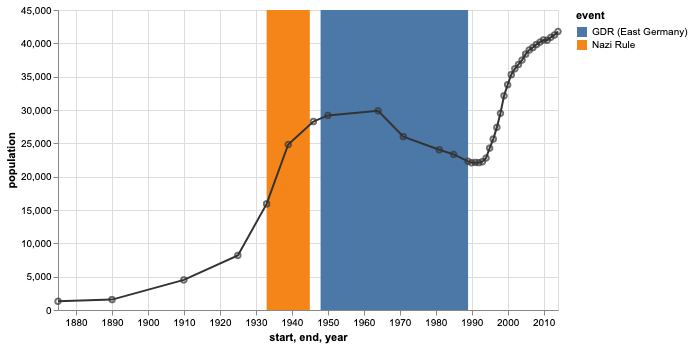 45,000
40,000
35,000
30,000
25,000
20,000
15,000
10,000
5,000
0
population
1880 1890 1900 1910 1920 1930 1940 1950 1960 1970 1980 1990 2000 2010
start, end, year
event
GDR (East Germany)
Nazi Rule